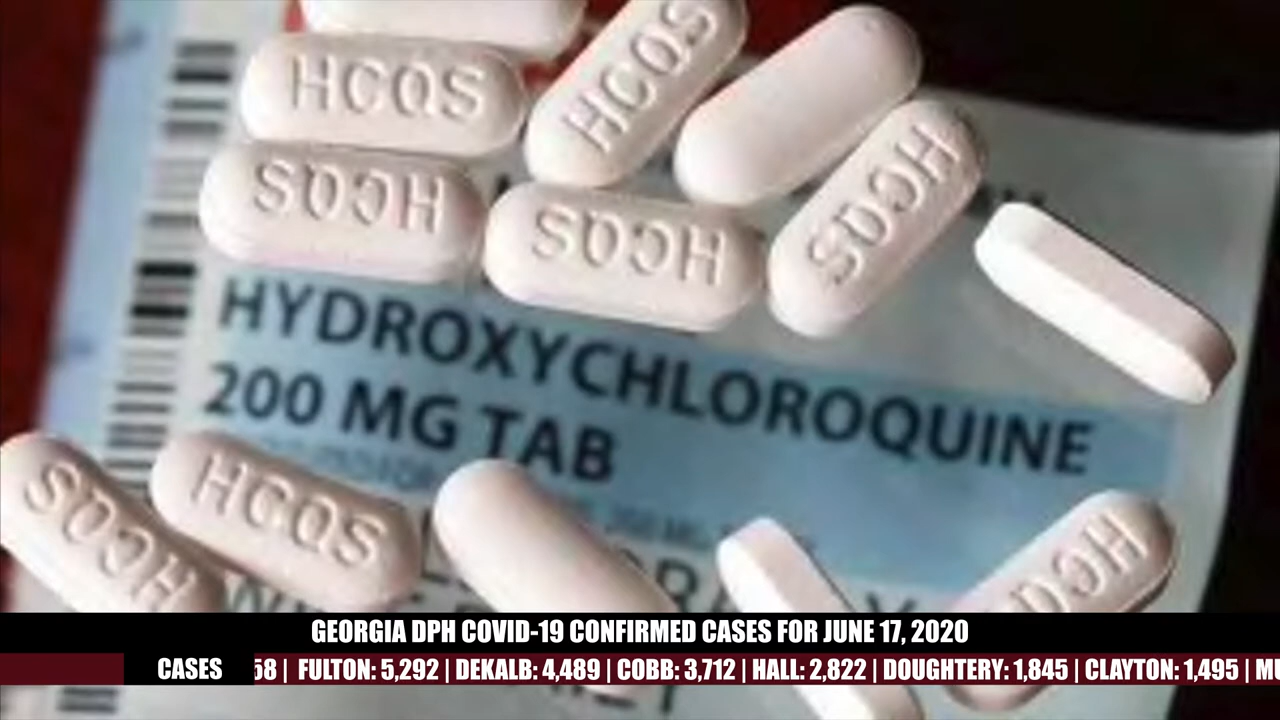 HCQS
HCQS
HCQS
HCQS
HCQS
HYDROXYCHLOROQUINE
200 MG TAB
HCQS
HCQS
HCQ
GEORGIA DPH COVID-19 CONFIRMED CASES FOR JUNE 17, 2020
CASES 58 | FULTON: 5,292 | DEKALB: 4,489 | COBB: 3,712 | HALL: 2,822 | DOUGHTERY: 1,845 | CLAYTON: 1,495 |